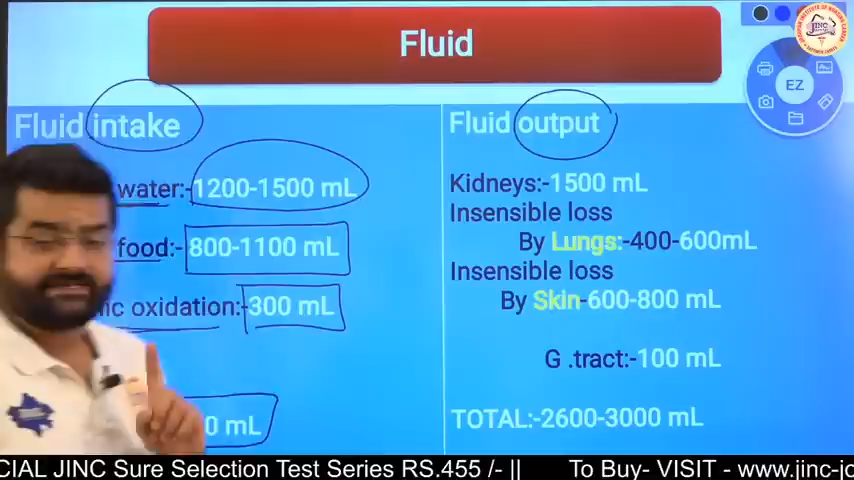 Fluid
JINC
EZ
Fluid intake
water:-1200-1500 mL
food:- 800-1100 mL
oxidation:-300 mL
0 mL
Fluid output
Kidneys:-1500 mL
Insensible loss
By Lungs:-400-600mL
Insensible loss
By Skin-600-800 mL
G .tract:-100 mL
TOTAL:-2600-3000 mL
CIAL JINC Sure Selection Test Series RS.455 /- || To Buy- VISIT - www.jinc-jo